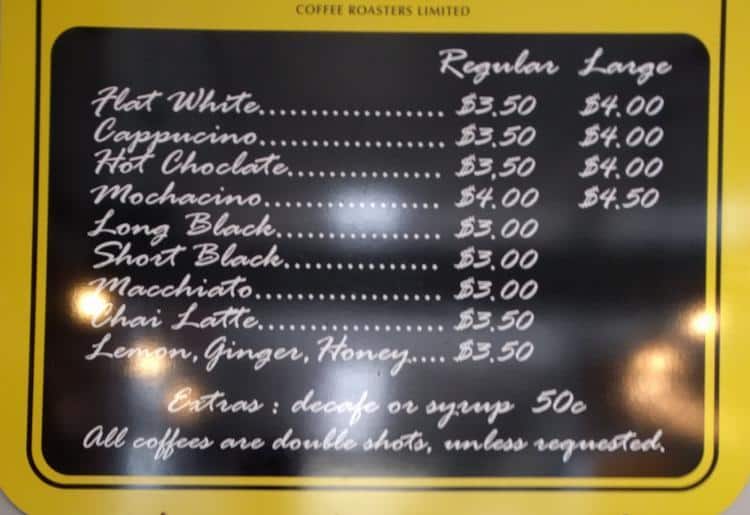 COFFEE ROASTERS LIMITED
Regular Large
Flat White.................. $3.50 $4.00
Cappucino.................. $3.50 $4.00
Hot Choclate............... $3,50 $4.00
Mochacino................. $4.00 $4.50
Long Black................ $3.00
Short Black............... $3.00
Macchiato.................. $3.00
Chai Latte.................. $3.50
Lemon, Ginger, Honey.... $3.50
Extras : decafe or syrup 50c
All coffees are double shots, unless requested.